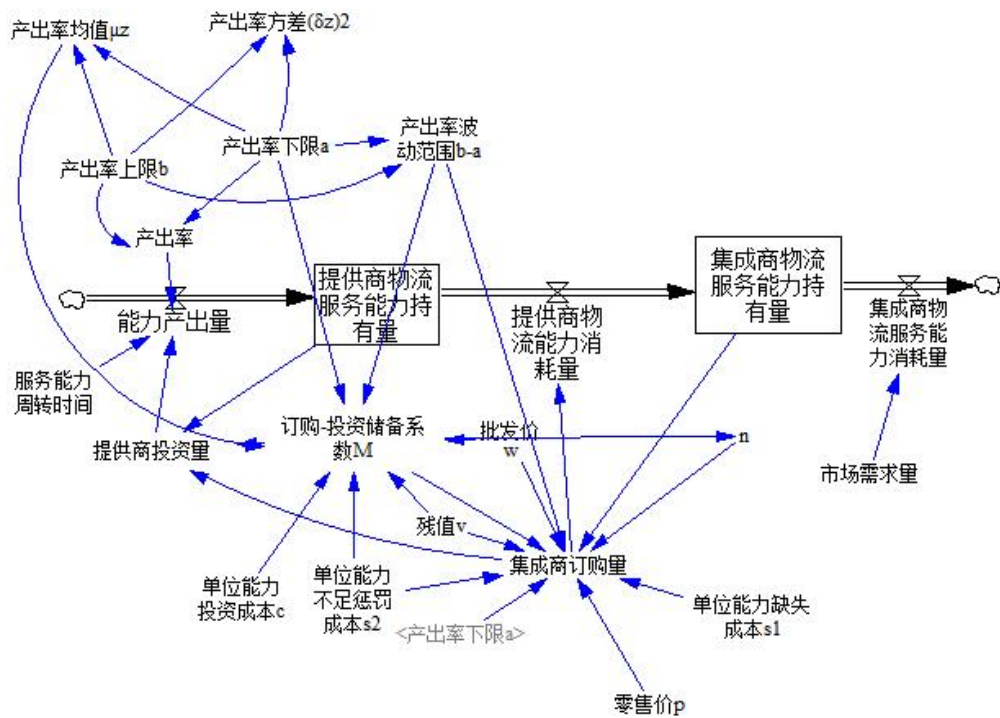 产出率均值μz
产出率方差(δz)2
产出率下限a
产出率波
动范围b-a
产出率上限b
产出率
能力产出量
提供商物流
服务能力持
有量
提供商物
流能力消
耗量
集成商物流
服务能力持
有量
集成商物
流服务能
力消耗量
服务能力
周转时间
提供商投资量
订购-投资储备系
数M
批发价
w
n
市场需求量
残值v
集成商订购量
单位能力
投资成本c
单位能力
不足惩罚
成本s2
<产出率下限a>
单位能力缺失
成本s1
零售价p